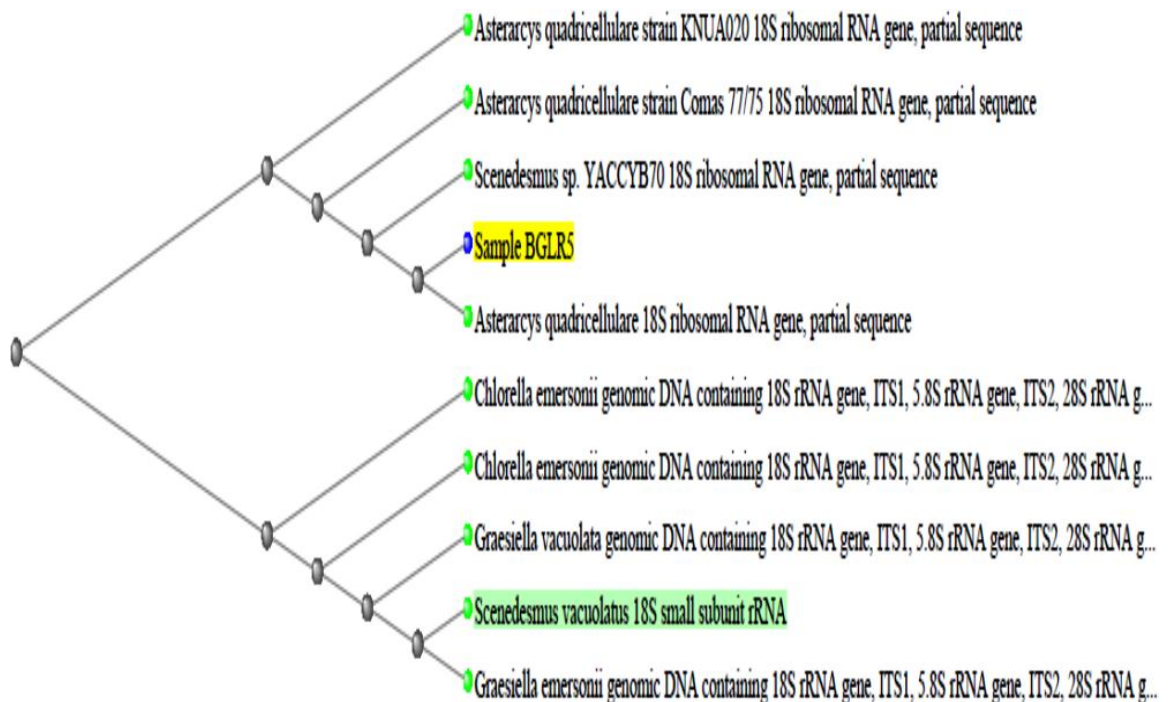 Asterarcys quadricellulare strain KNUA020 18S ribosomal RNA gene, partial sequence
Asterarcys quadricellulare strain Comas 77/75 18S ribosomal RNA gene, partial sequence
Scenedesmus sp. YACCYB70 18S ribosomal RNA gene, partial sequence
Sample BGLR5
Asterarcys quadricellulare 18S ribosomal RNA gene, partial sequence
Chlorella emersonii genomic DNA containing 18S rRNA gene, ITS1, 5.8S rRNA gene, ITS2, 28S rRNA g...
Chlorella emersonii genomic DNA containing 18S rRNA gene, ITS1, 5.8S rRNA gene, ITS2, 28S rRNA g...
Graesiella vacuolata genomic DNA containing 18S rRNA gene, ITS1, 5.8S rRNA gene, ITS2, 28S rRNA g...
Scenedesmus vacuolatus 18S small subunit rRNA
Graesiella emersonii genomic DNA containing 18S rRNA gene, ITS1, 5.8S rRNA gene, ITS2, 28S rRNA g...